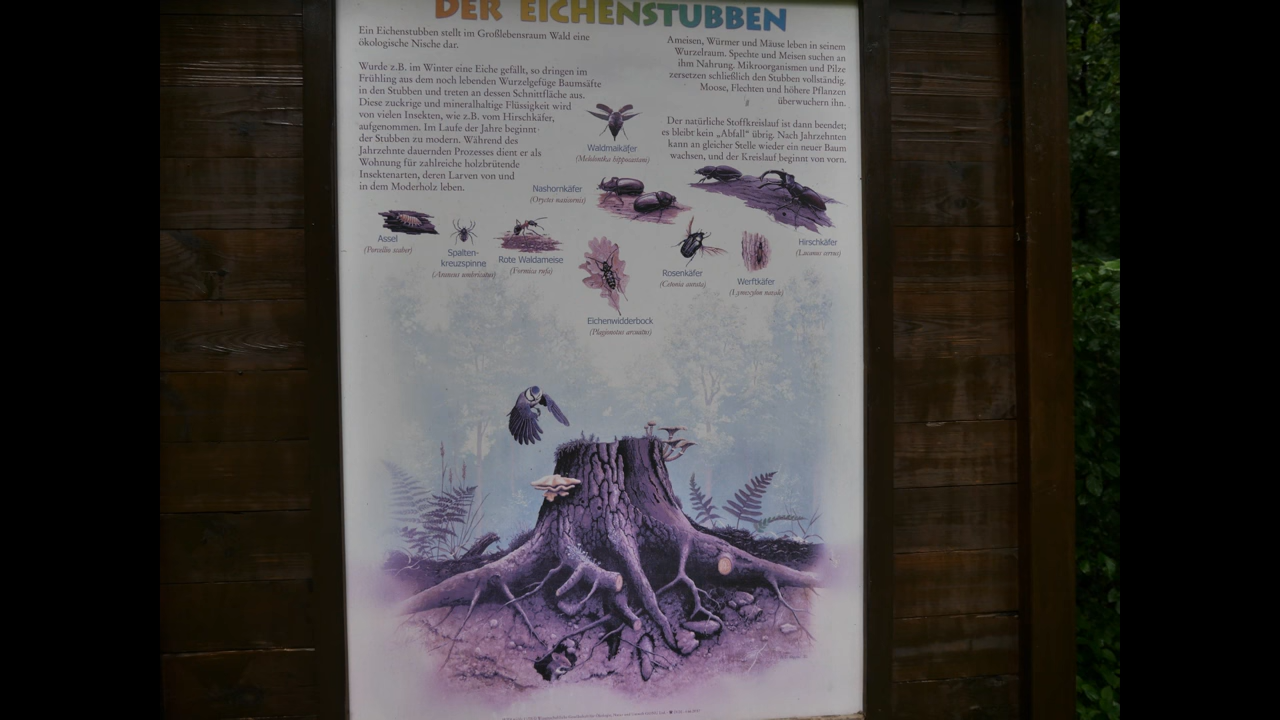 DER EICHENSTUBBEN
Ein Eichenstubben stellt im Großlebensraum Wald eine
ökologische Nische dar.
Wurde z.B. im Winter eine Eiche gefällt, so dringen im
Frühling aus dem noch lebenden Wurzelgefüge Baumsäfte
in den Stubben und treten an dessen Schnittfläche aus.
Diese zuckrige und mineralhaltige Flüssigkeit wird
von vielen Insekten, wie z.B. vom Hirschkäfer,
aufgenommen. Im Laufe der Jahre beginnt
der Stubben zu modern. Während des
Jahrzehnte dauernden Prozesses dient er als
Wohnung für zahlreiche holzbrütende
Insektenarten, deren Larven von und
in dem Moderholz leben.
Ameisen, Würmer und Mäuse leben in seinem
Wurzelraum. Spechte und Meisen suchen an
ihm Nahrung. Mikroorganismen und Pilze
zersetzen schließlich den Stubben vollständig.
Moose, Flechten und höhere Pflanzen
überwuchern ihn.
Der natürliche Stoffkreislauf ist dann beendet;
es bleibt kein „Abfall" übrig. Nach Jahrzehnten
kann an gleicher Stelle wieder ein neuer Baum
wachsen, und der Kreislauf beginnt von vorn.
Waldmaikäfer
(Melolontha hippocastani)
Nashornkäfer
(Oryctes nasicornis)
Assel
(Porcellio scaber)
Spalten-
kreuzspinne
(Araneus umbricatus)
Rote Waldameise
(Formica rufa)
Eichenwidderbock
(Plagionotus arcuatus)
Rosenkäfer
(Cetonia aurata)
Werftkäfer
(Lymexylon navale)
Hirschkäfer
(Lucanus cervus)